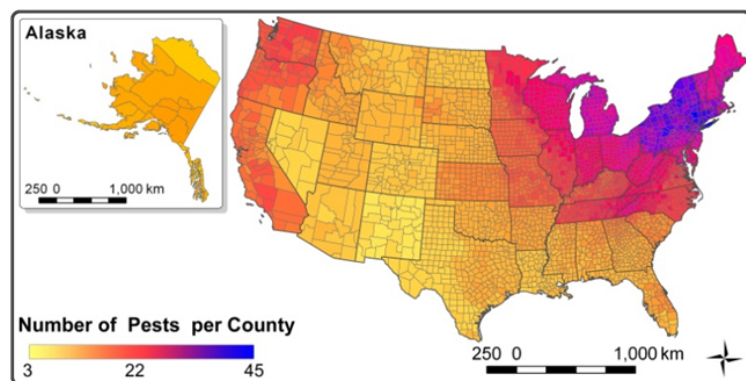 Alaska
250 0 1,000 km
Number of Pests per County
3 22 45
250 0 1,000 km